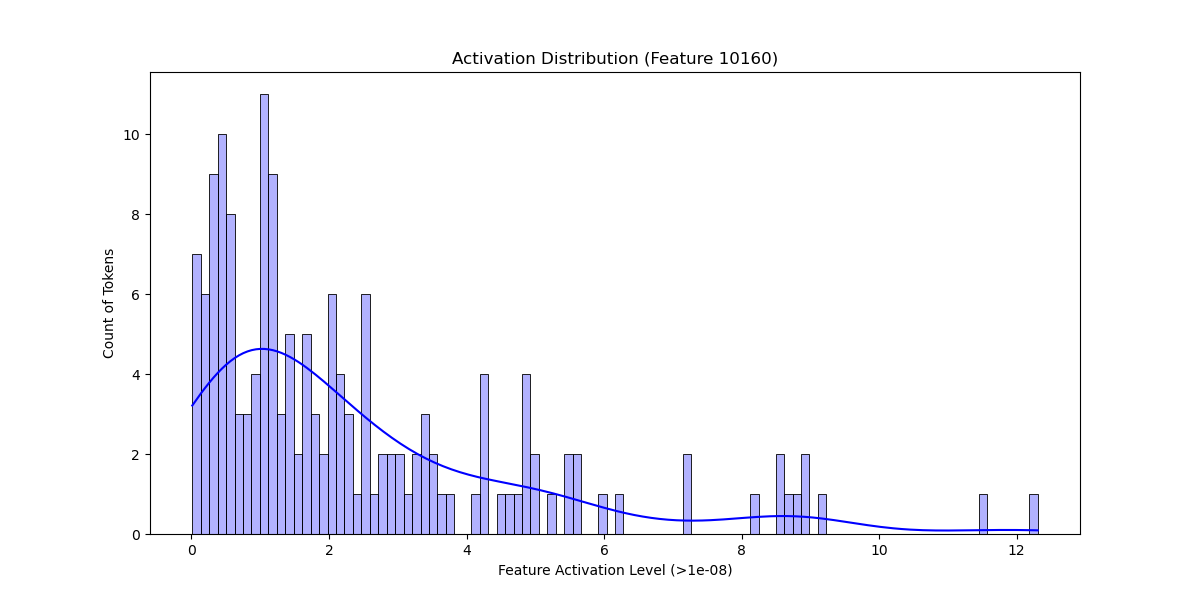 Activation Distribution (Feature 10160)
Count of Tokens
10
8
6
4
2
0
0 2 4 6 8 10 12
Feature Activation Level (>1e-08)